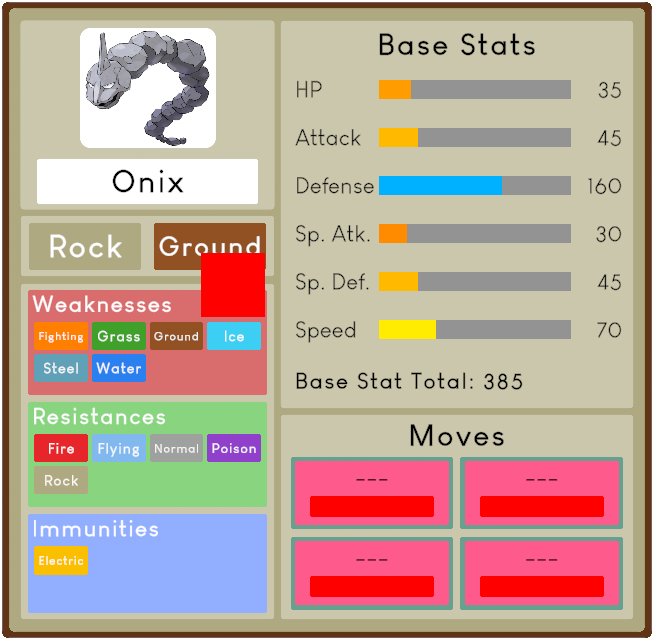 Onix
Rock Ground
Weaknesses
Fighting Grass Ground Ice
Steel Water
Resistances
Fire Flying Normal Poison
Rock
Immunities
Electric
Base Stats
HP 35
Attack 45
Defense 160
Sp. Atk. 30
Sp. Def. 45
Speed 70
Base Stat Total: 385
Moves
--- ---
--- ---